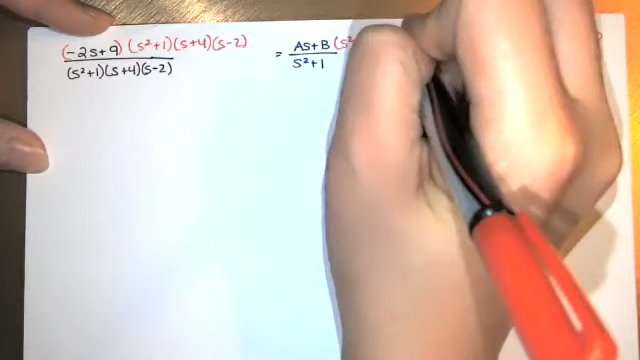 (-2s+9) (s²+1)(s+4)(s-2) = As+B (s²
(s²+1)(s+4)(s-2) s²+1